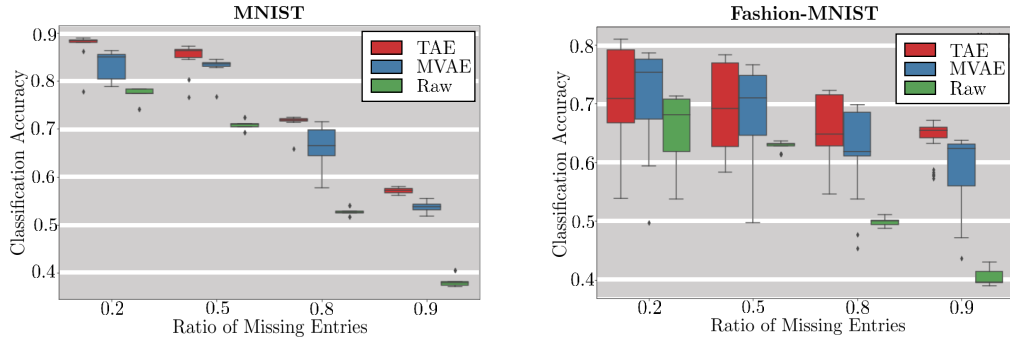 MNIST
Classification Accuracy
0.9
0.8
0.7
0.6
0.5
0.4
TAE
MVAE
Raw
0.2 0.5 0.8 0.9
Ratio of Missing Entries
Fashion-MNIST
Classification Accuracy
0.8
0.7
0.6
0.5
0.4
TAE
MVAE
Raw
0.2 0.5 0.8 0.9
Ratio of Missing Entries